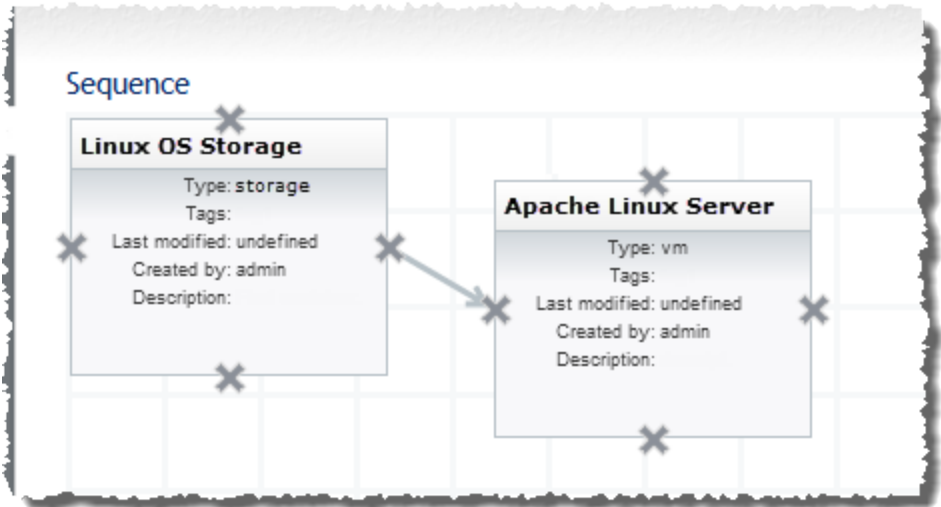 Sequence
Linux OS Storage
Type: storage
Tags:
Last modified: undefined
Created by: admin
Description:
Apache Linux Server
Type: vm
Tags:
Last modified: undefined
Created by: admin
Description: